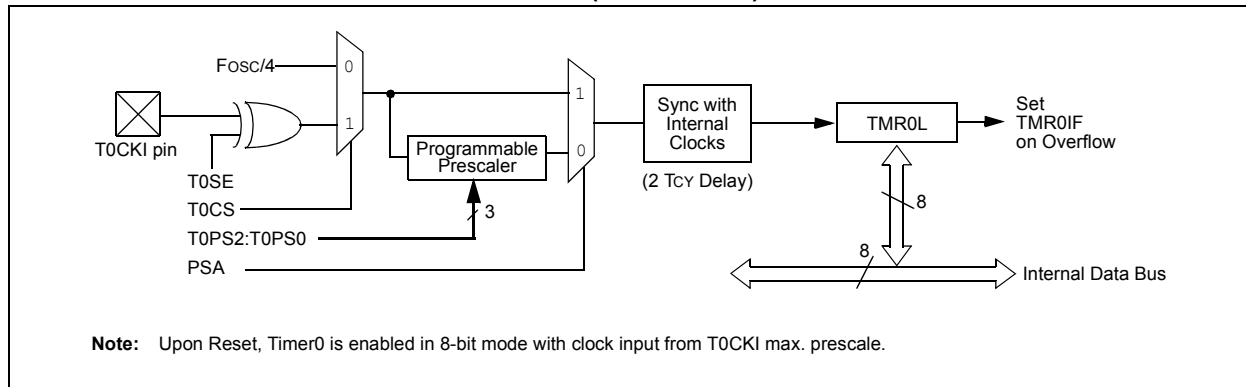 Fosc/4
0
1
T0CKI pin
T0SE
T0CS
T0PS2:T0PS0
PSA
Programmable
Prescaler
3
1
0
Sync with
Internal
Clocks
(2 TCY Delay)
TMR0L
Set
TMR0IF
on Overflow
8
8
Internal Data Bus
Note: Upon Reset, Timer0 is enabled in 8-bit mode with clock input from T0CKI max. prescale.